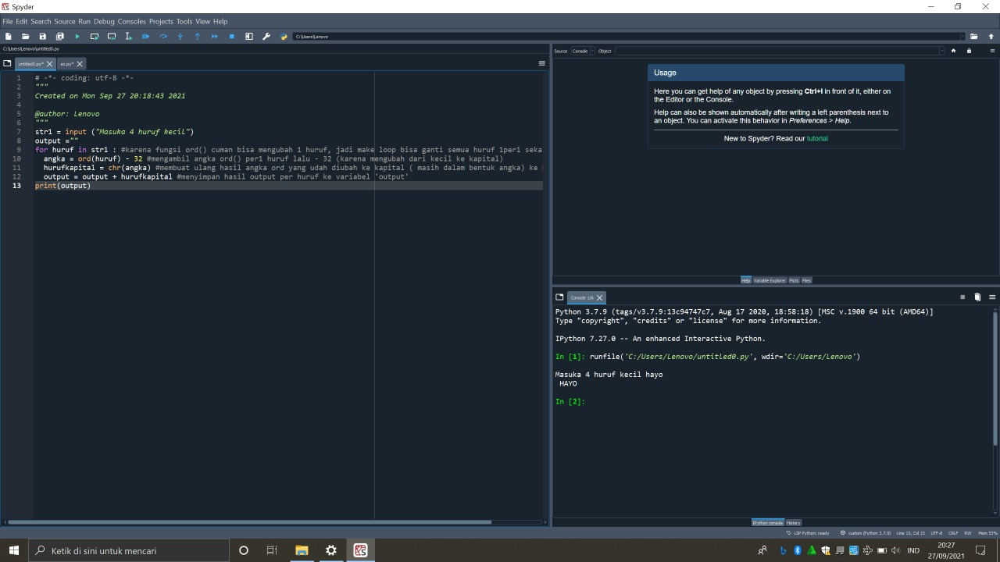 Spyder
File Edit Search Source Run Debug Consoles Projects Tools View Help
C:\Users\Lenovo
C:\Users\Lenovo\untitled0.py
untitled0.py*
ez.py*
1 # -*- coding: utf-8 -*-
2 """
3 Created on Mon Sep 27 20:18:43 2021
4
5 @author: Lenovo
6 """
7 str1 = input ("Masuka 4 huruf kecil")
8 output =""
9 for huruf in str1 : #karena fungsi ord() cuman bisa mengubah 1 huruf, jadi make loop bisa ganti semua huruf 1per1 seka
10 angka = ord(huruf) - 32 #mengambil angka ord() per1 huruf lalu - 32 (karena mengubah dari kecil ke kapital)
11 hurufkapital = chr(angka) #membuat ulang hasil angka ord yang udah diubah ke kapital ( masih dalam bentuk angka) ke
12 output = output + hurufkapital #menyimpan hasil output per huruf ke variabel 'output'
13 print(output)
Source Console Object
Usage
Here you can get help of any object by pressing Ctrl+I in front of it, either on
the Editor or the Console.
Help can also be shown automatically after writing a left parenthesis next to
an object. You can activate this behavior in Preferences > Help.
New to Spyder? Read our tutorial
Help Variable Explorer Plots Files
Console 1/A
Python 3.7.9 (tags/v3.7.9:13c94747c7, Aug 17 2020, 18:58:18) [MSC v.1900 64 bit (AMD64)]
Type "copyright", "credits" or "license" for more information.
IPython 7.27.0 -- An enhanced Interactive Python.
In [1]: runfile('C:/Users/Lenovo/untitled0.py', wdir='C:/Users/Lenovo')
Masuka 4 huruf kecil hayo
HAYO
In [2]:
IPython console History
LSP Python: ready custom (Python 3.7.9) Line 13, Col 15 UTF-8 CRLF RW Mem 53%
Ketik di sini untuk mencari
IND
20:27
27/09/2021